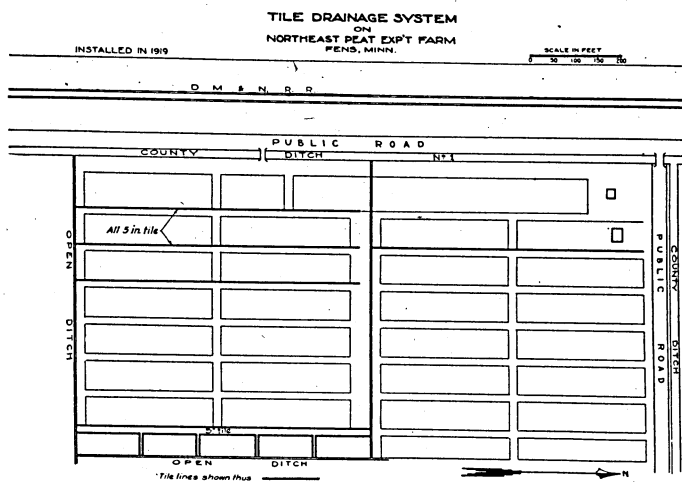 TILE DRAINAGE SYSTEM
ON
NORTHEAST PEAT EXP'T FARM
FENS, MINN.
INSTALLED IN 1919
SCALE IN FEET
0 50 100 150 200
D M & N. R R
PUBLIC ROAD
COUNTY DITCH No 1
All 5 in. tile
OPEN DITCH
PUBLIC ROAD
COUNTY DITCH
5" tile
OPEN DITCH
N
Tile lines shown thus